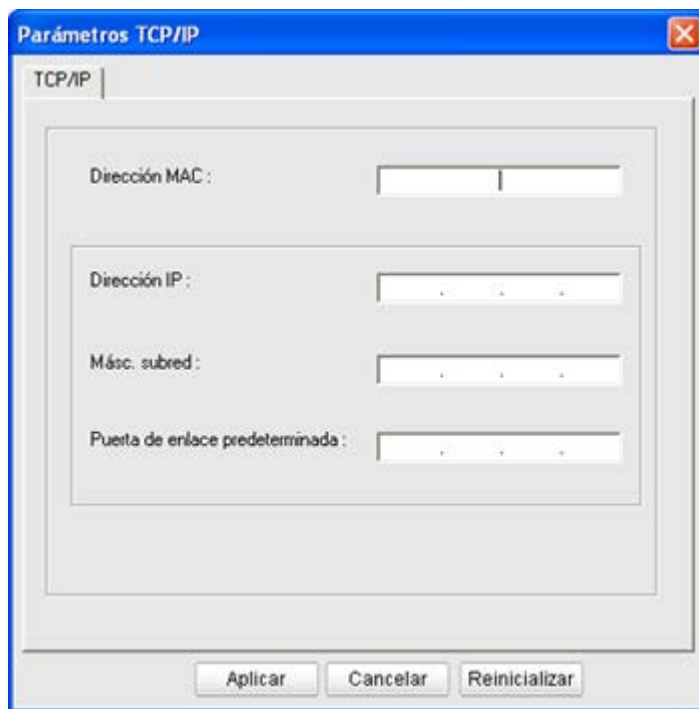 Parámetros TCP/IP
TCP/IP
Dirección MAC :
Dirección IP :
. . .
Másc. subred :
. . .
Puerta de enlace predeterminada :
. . .
Aplicar Cancelar Reinicializar